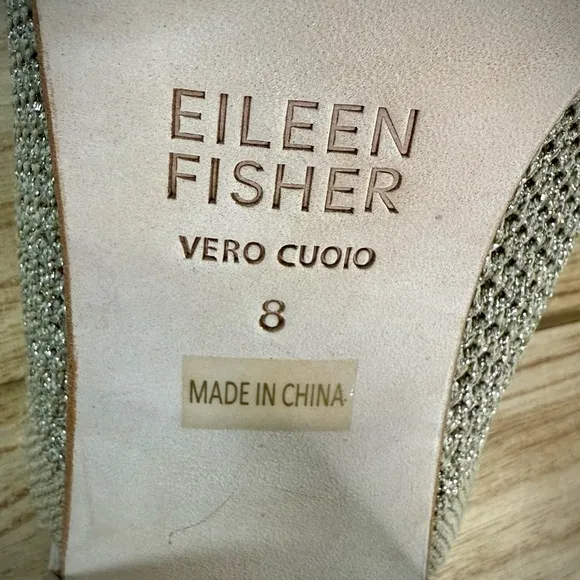 EILEEN
FISHER
VERO CUOIO
8
MADE IN CHINA